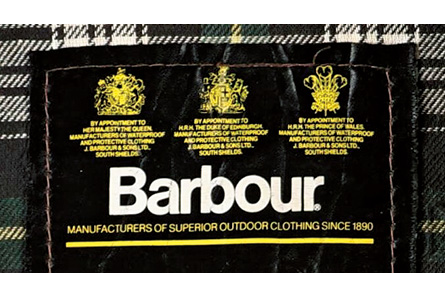 BY APPOINTMENT TO
HER MAJESTY THE QUEEN.
MANUFACTURERS OF WATERPROOF
AND PROTECTIVE CLOTHING
J. BARBOUR & SONS LTD.,
SOUTH SHIELDS.
BY APPOINTMENT TO
H.R.H. THE DUKE OF EDINBURGH.
MANUFACTURERS OF WATERPROOF
AND PROTECTIVE CLOTHING
J. BARBOUR & SONS LTD.,
SOUTH SHIELDS.
BY APPOINTMENT TO
H.R.H. THE PRINCE OF WALES.
MANUFACTURERS OF WATERPROOF
AND PROTECTIVE CLOTHING
J. BARBOUR & SONS LTD.,
SOUTH SHIELDS.
Barbour®
MANUFACTURERS OF SUPERIOR OUTDOOR CLOTHING SINCE 1890